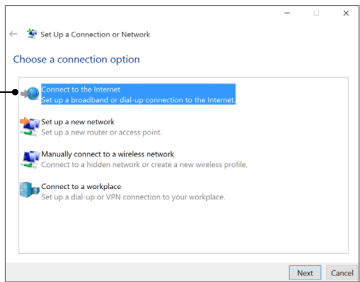 Set Up a Connection or Network
Choose a connection option
Connect to the Internet
Set up a broadband or dial-up connection to the Internet.
Set up a new network
Set up a new router or access point.
Manually connect to a wireless network
Connect to a hidden network or create a new wireless profile.
Connect to a workplace
Set up a dial-up or VPN connection to your workplace.
Next Cancel